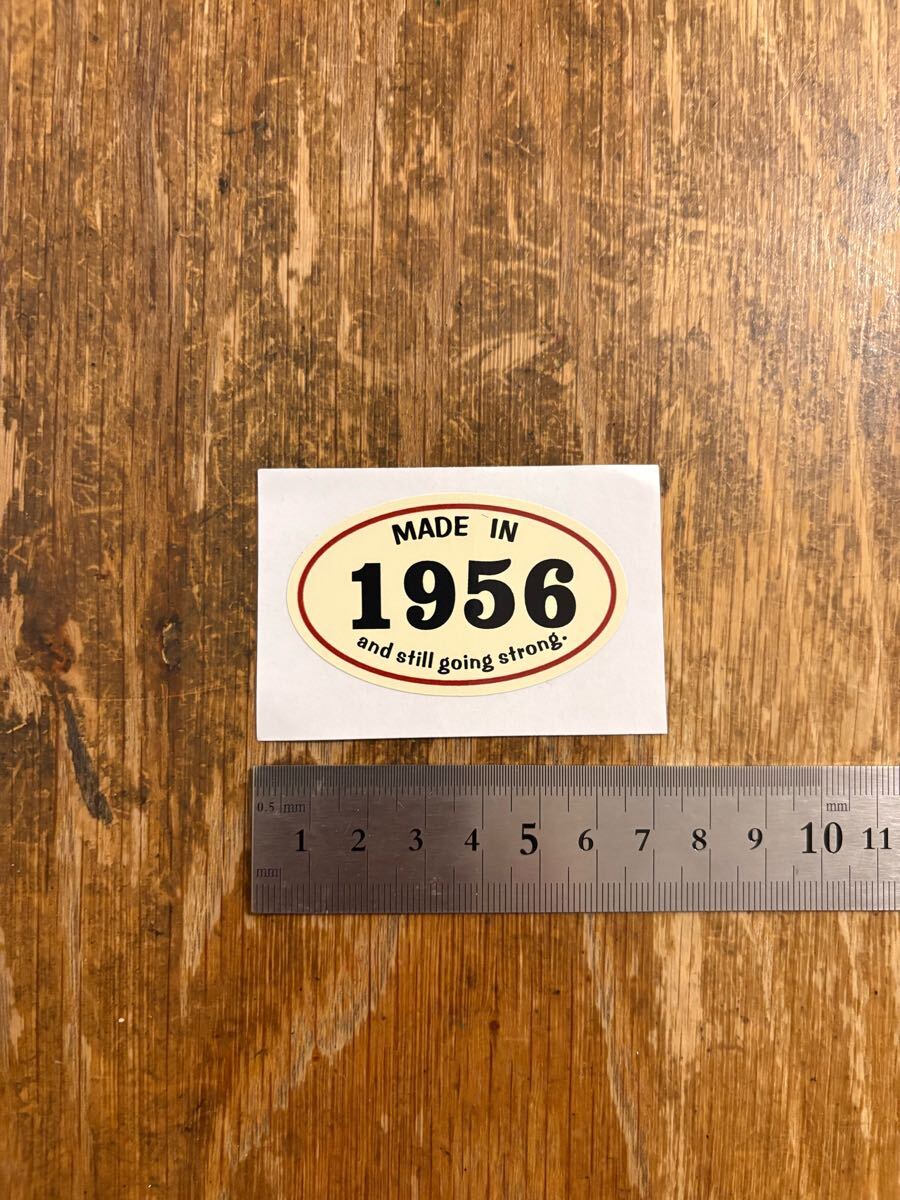 MADE IN
1956
and still going strong.
0.5 mm mm
1 2 3 4 5 6 7 8 9 10 11
mm